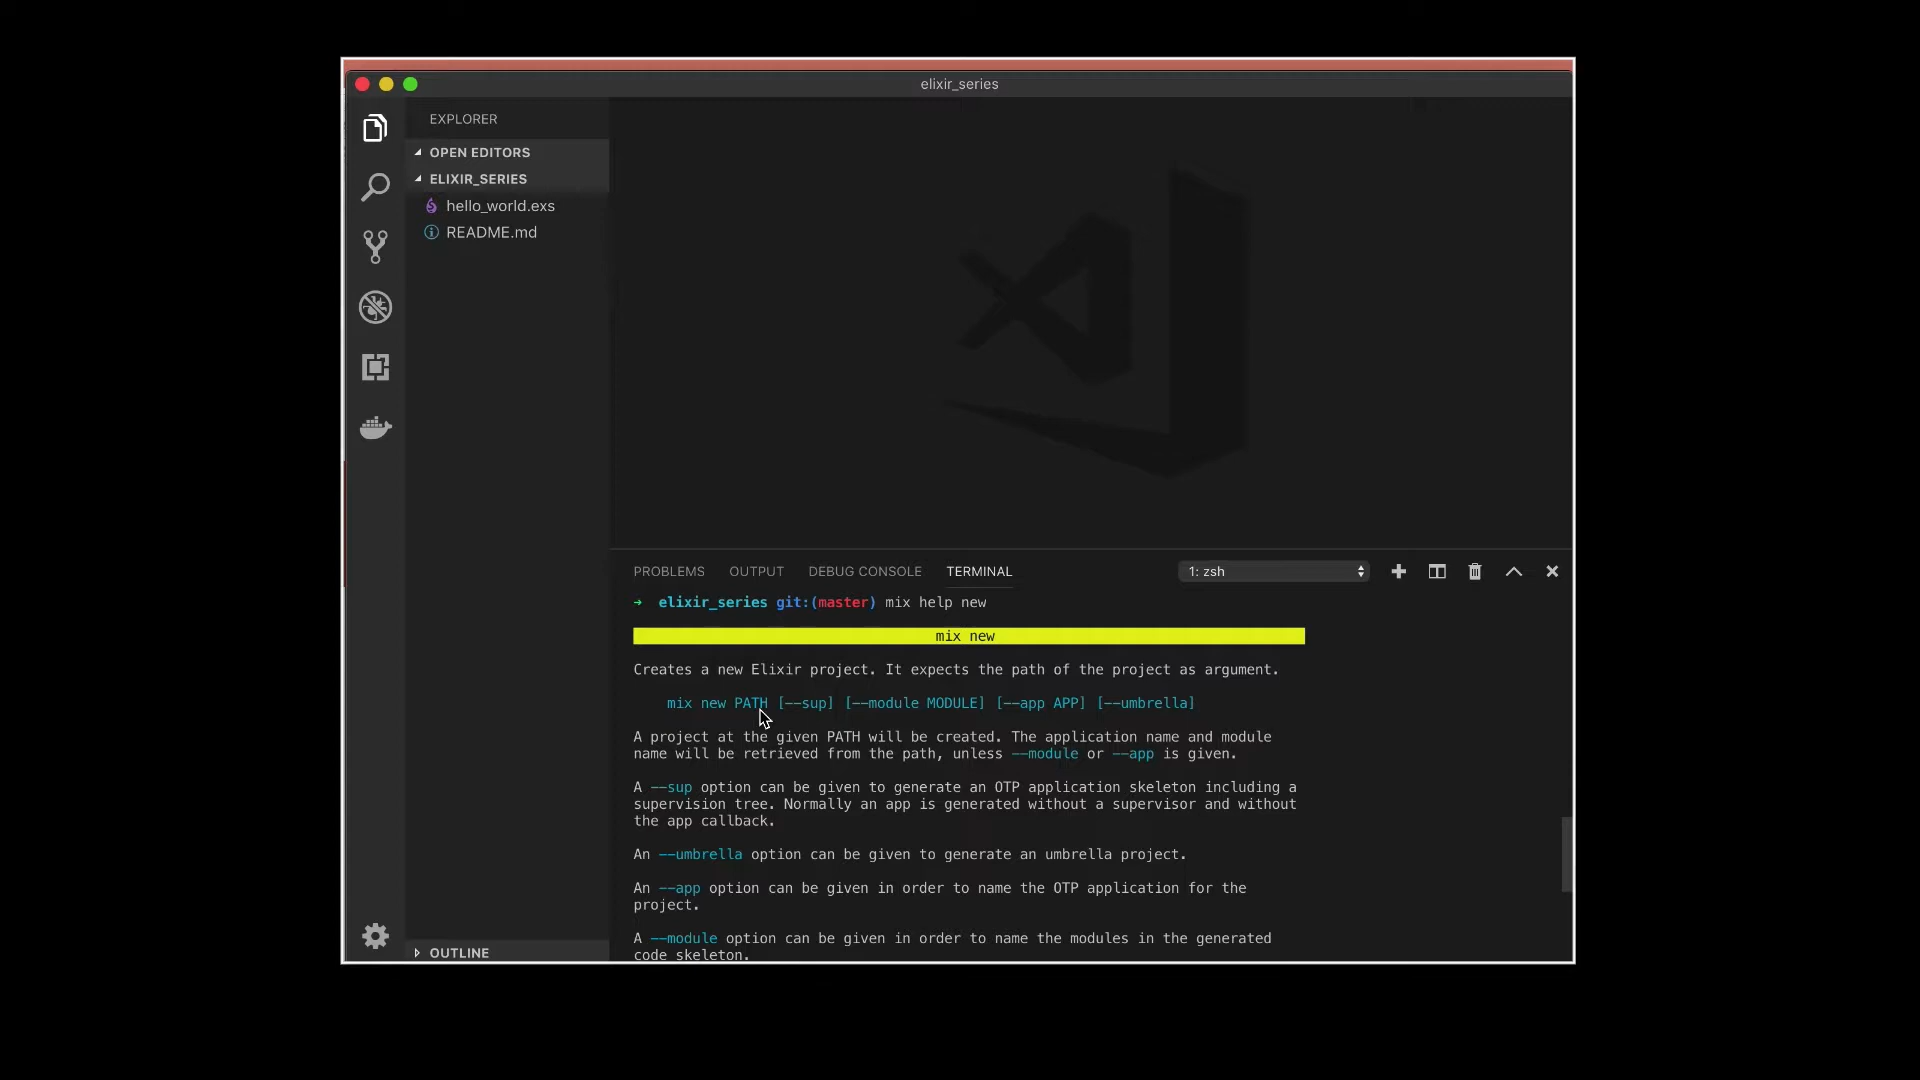 elixir_series
EXPLORER
OPEN EDITORS
ELIXIR_SERIES
hello_world.exs
README.md
OUTLINE
PROBLEMS OUTPUT DEBUG CONSOLE TERMINAL 1: zsh
→ elixir_series git:(master) mix help new
mix new
Creates a new Elixir project. It expects the path of the project as argument.
mix new PATH [--sup] [--module MODULE] [--app APP] [--umbrella]
A project at the given PATH will be created. The application name and module
name will be retrieved from the path, unless --module or --app is given.
A --sup option can be given to generate an OTP application skeleton including a
supervision tree. Normally an app is generated without a supervisor and without
the app callback.
An --umbrella option can be given to generate an umbrella project.
An --app option can be given in order to name the OTP application for the
project.
A --module option can be given in order to name the modules in the generated
code skeleton.